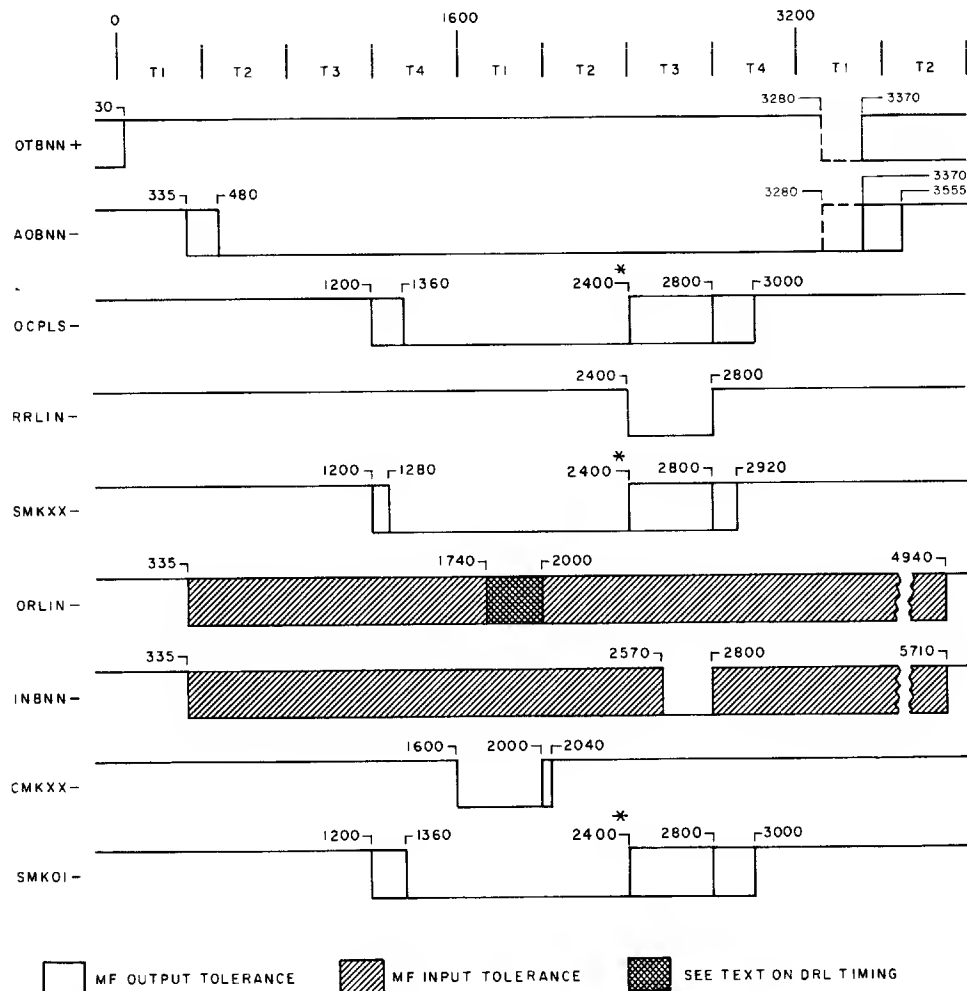 0 1600 3200
T1 T2 T3 T4 T1 T2 T3 T4 T1 T2
30 3280 3370
OTBNN+
335 480 3280 3370
3555
AOBNN-
1200 1360 * 2400 2800 3000
OCPLS-
2400 2800
RRLIN-
1200 1280 * 2400 2800 2920
SMKXX-
335 1740 2000 4940
ORLIN-
335 2570 2800 5710
INBNN-
1600 2000 2040
CMKXX-
1200 1360 * 2400 2800 3000
SMK01-
MF OUTPUT TOLERANCE MF INPUT TOLERANCE SEE TEXT ON DRL TIMING